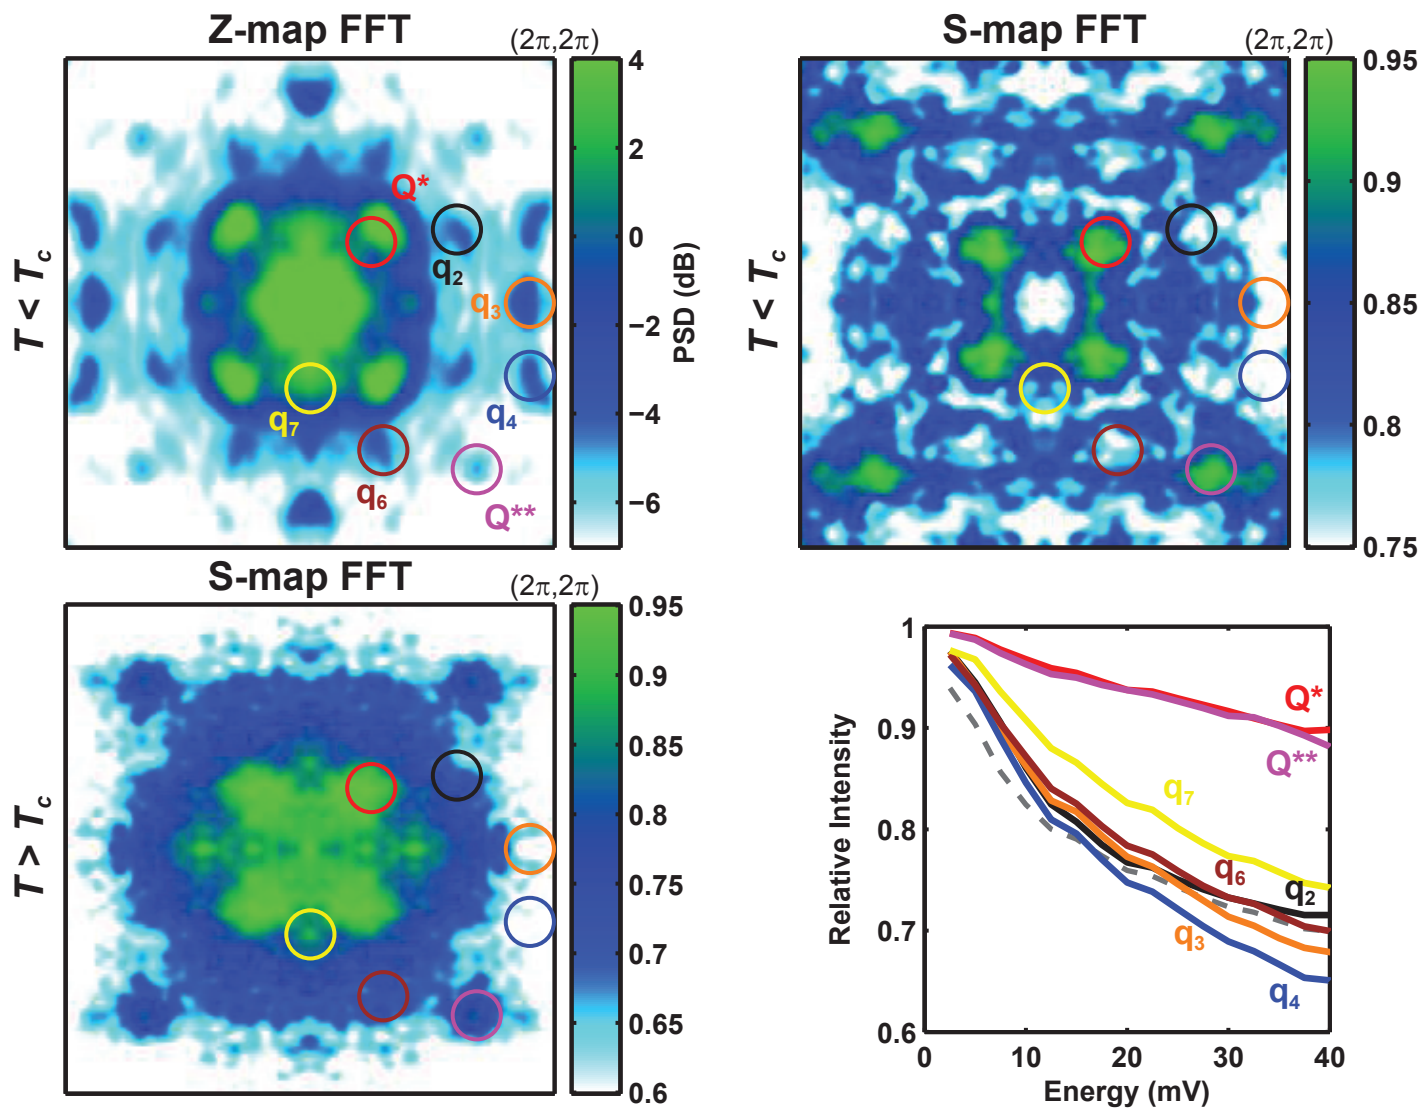 Z-map FFT
(2π,2π)
T < Tc
Q*
q2
q3
q4
q7
q6
Q**
4
2
0
−2
−4
−6
PSD (dB)
S-map FFT
(2π,2π)
T < Tc
0.95
0.9
0.85
0.8
0.75
S-map FFT
(2π,2π)
T > Tc
0.95
0.9
0.85
0.8
0.75
0.7
0.65
0.6
1
0.9
0.8
0.7
0.6
Relative Intensity
Q*
Q**
q7
q6
q2
q3
q4
0
10
20
30
40
Energy (mV)